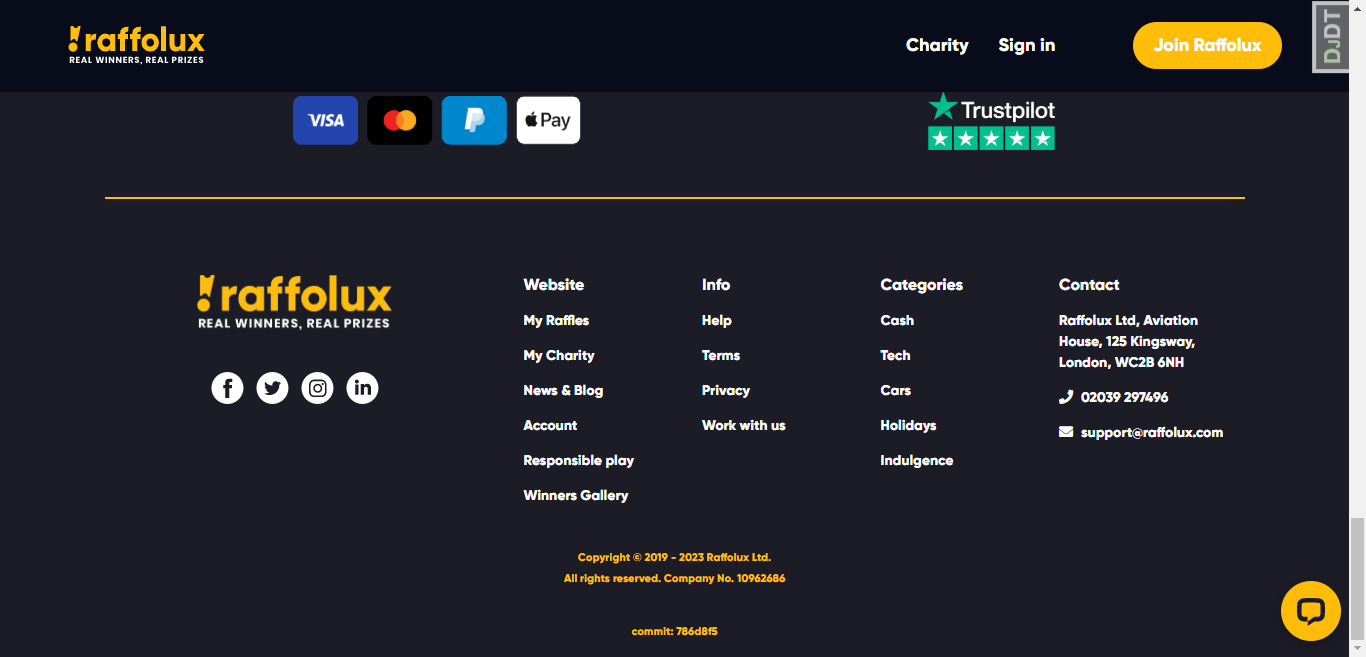 raffolux
REAL WINNERS, REAL PRIZES
Charity
Sign in
Join Raffolux
DJDT
VISA
Pay
Trustpilot
raffolux
REAL WINNERS, REAL PRIZES
Website
My Raffles
My Charity
News & Blog
Account
Responsible play
Winners Gallery
Info
Help
Terms
Privacy
Work with us
Categories
Cash
Tech
Cars
Holidays
Indulgence
Contact
Raffolux Ltd, Aviation
House, 125 Kingsway,
London, WC2B 6NH
02039 297496
support@raffolux.com
Copyright © 2019 - 2023 Raffolux Ltd.
All rights reserved. Company No. 10962686
commit: 786d8f5